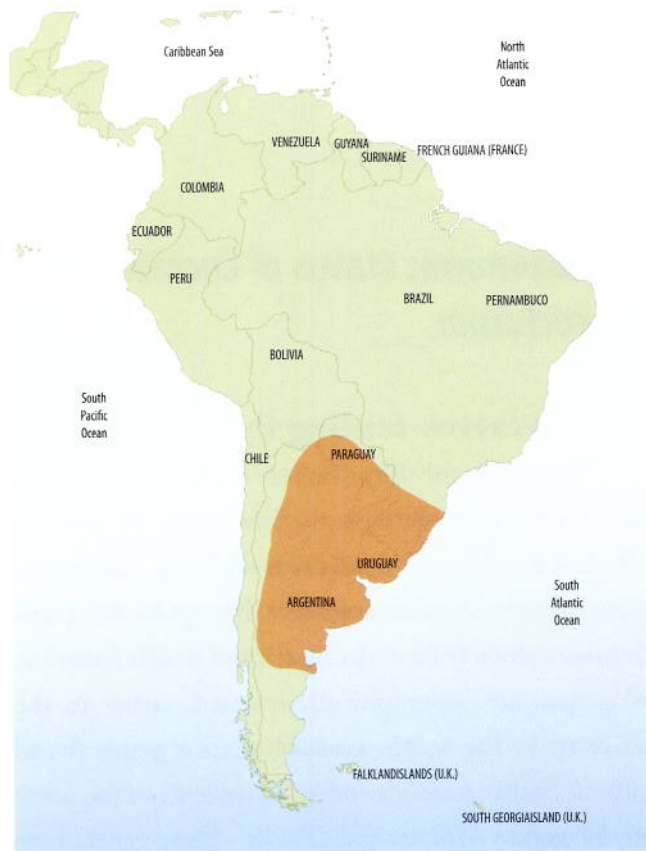 Caribbean Sea
North
Atlantic
Ocean
VENEZUELA
GUYANA
SURINAME
FRENCH GUIANA (FRANCE)
COLOMBIA
ECUADOR
PERU
BRAZIL
PERNAMBUCO
BOLIVIA
South
Pacific
Ocean
CHILE
PARAGUAY
URUGUAY
ARGENTINA
South
Atlantic
Ocean
FALKLANDISLANDS (U.K.)
SOUTH GEORGIAISLAND (U.K.)